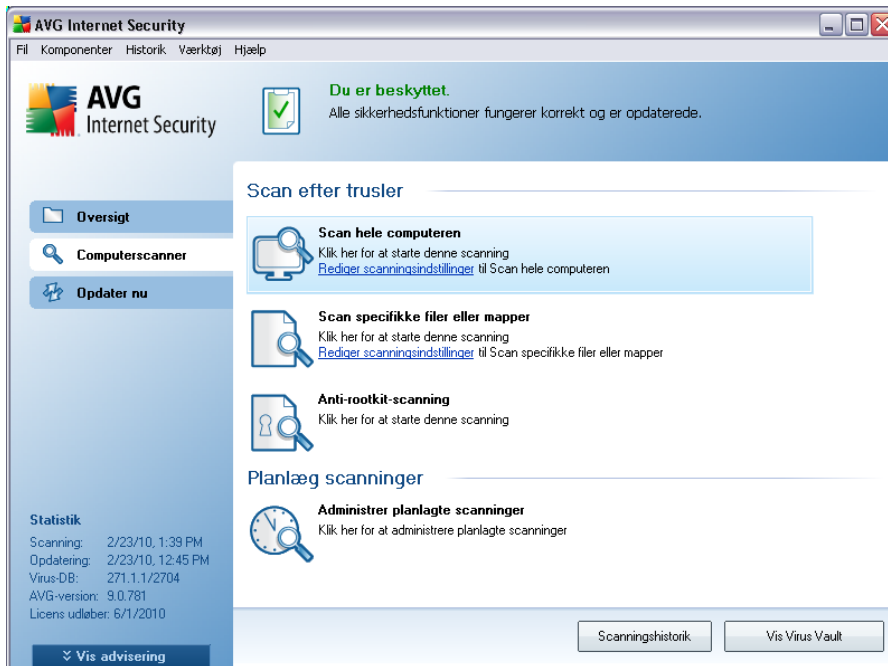 AVG Internet Security
Fil Komponenter Historik Værktøj Hjælp
AVG
Internet Security
Du er beskyttet.
Alle sikkerhedsfunktioner fungerer korrekt og er opdaterede.
Oversigt
Computerscanner
Opdater nu
Scan efter trusler
Scan hele computeren
Klik her for at starte denne scanning
Rediger scanningsindstillinger til Scan hele computeren
Scan specifikke filer eller mapper
Klik her for at starte denne scanning
Rediger scanningsindstillinger til Scan specifikke filer eller mapper
Anti-rootkit-scanning
Klik her for at starte denne scanning
Planlæg scanninger
Administrer planlagte scanninger
Klik her for at administrere planlagte scanninger
Statistik
Scanning: 2/23/10, 1:39 PM
Opdatering: 2/23/10, 12:45 PM
Virus-DB: 271.1.1/2704
AVG-version: 9.0.781
Licens udløber: 6/1/2010
Vis advisering
Scanningshistorik
Vis Virus Vault